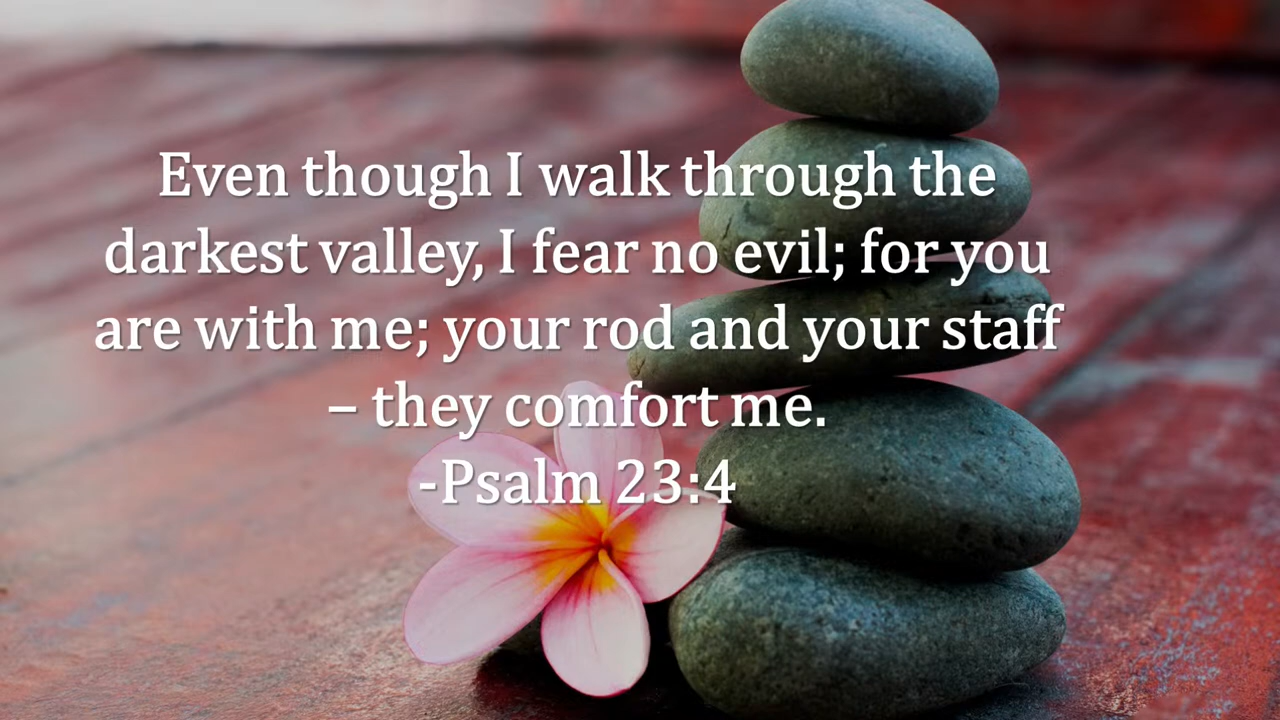 Even though I walk through the
darkest valley, I fear no evil; for you
are with me; your rod and your staff
– they comfort me.
-Psalm 23:4